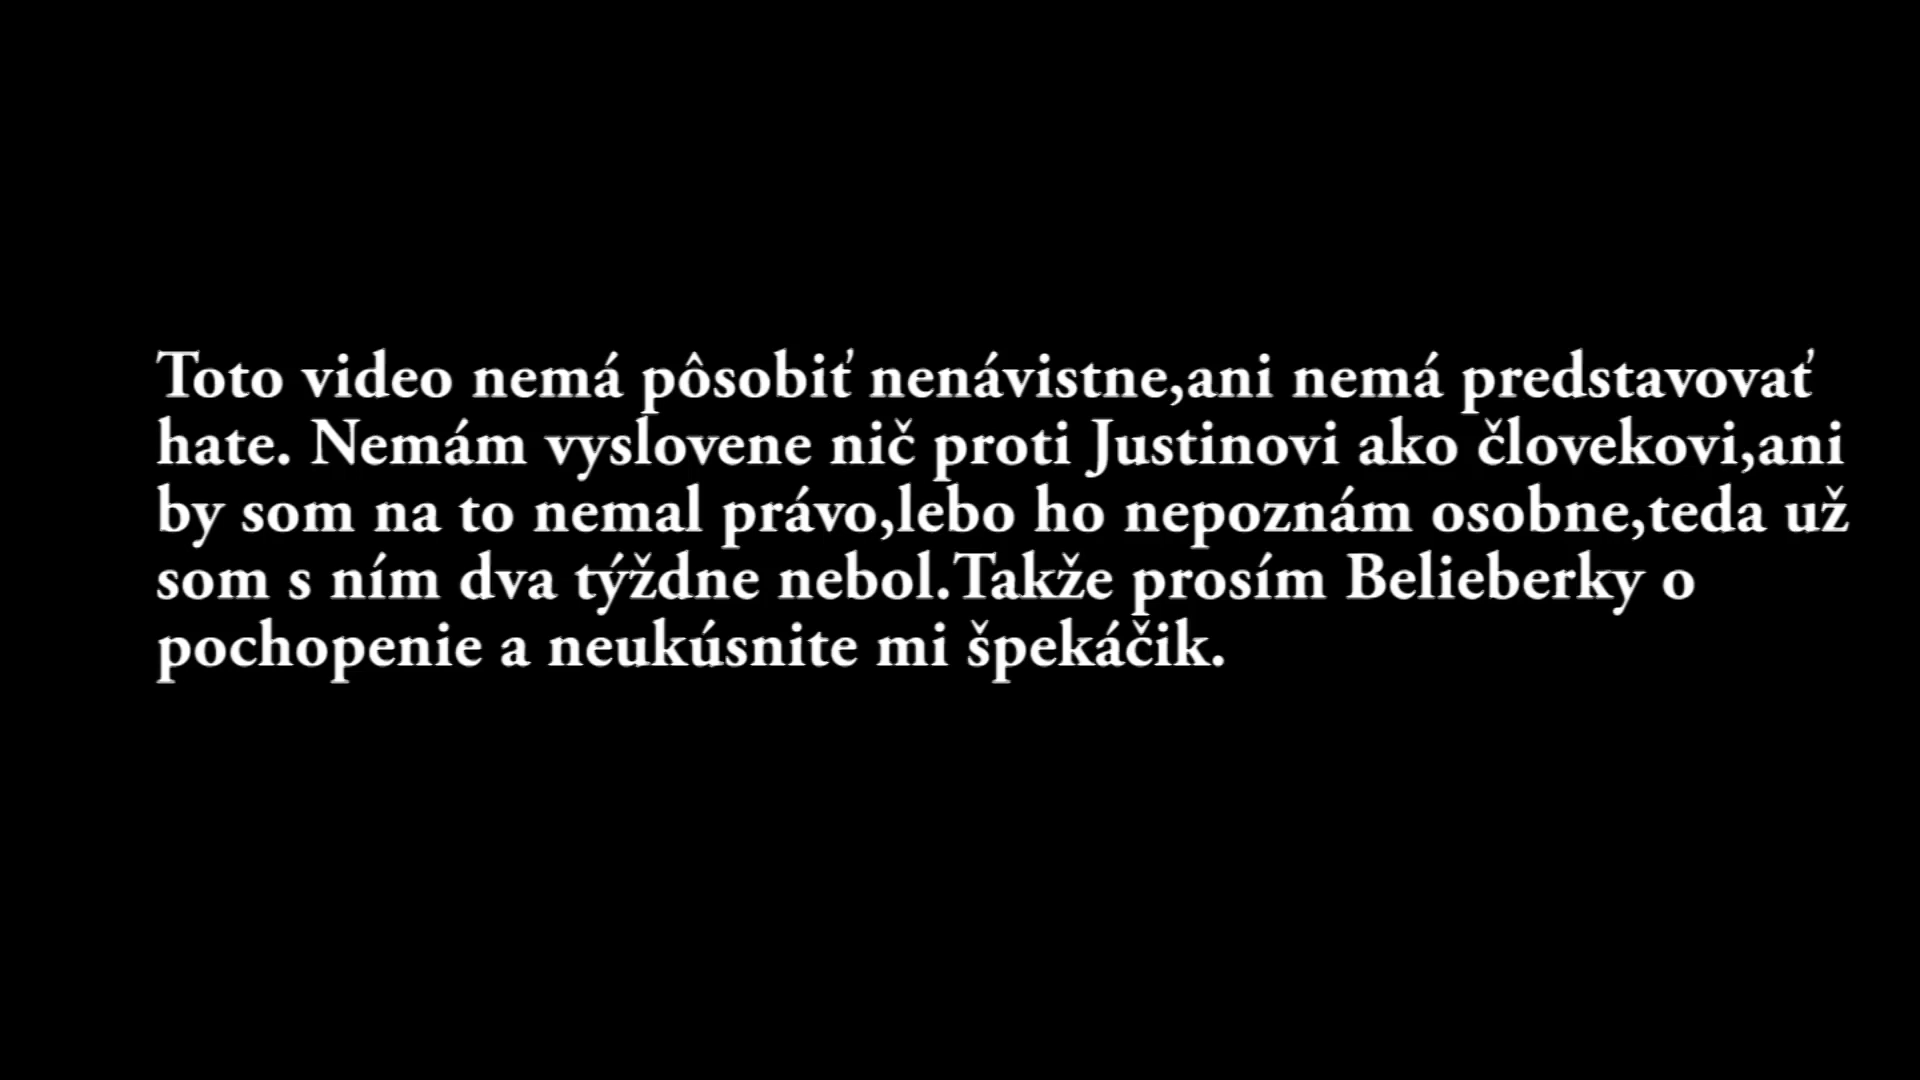 Toto video nemá pôsobiť nenávistne,ani nemá predstavovať
hate. Nemám vyslovene nič proti Justinovi ako človekovi,ani
by som na to nemal právo,lebo ho nepoznám osobne,teda už
som s ním dva týždne nebol.Takže prosím Belieberky o
pochopenie a neukúsnite mi špekáčik.